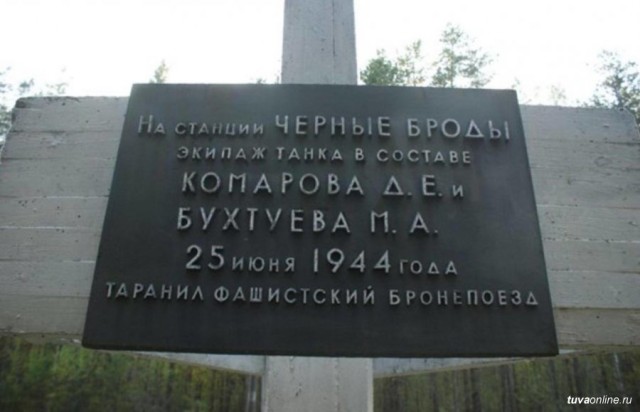 На станции ЧЕРНЫЕ БРОДЫ
экипаж танка в составе
КОМАРОВА Д.Е. и
БУХТУЕВА М.А.
25 июня 1944 года
таранил фашистский бронепоезд
tuvaonline.ru